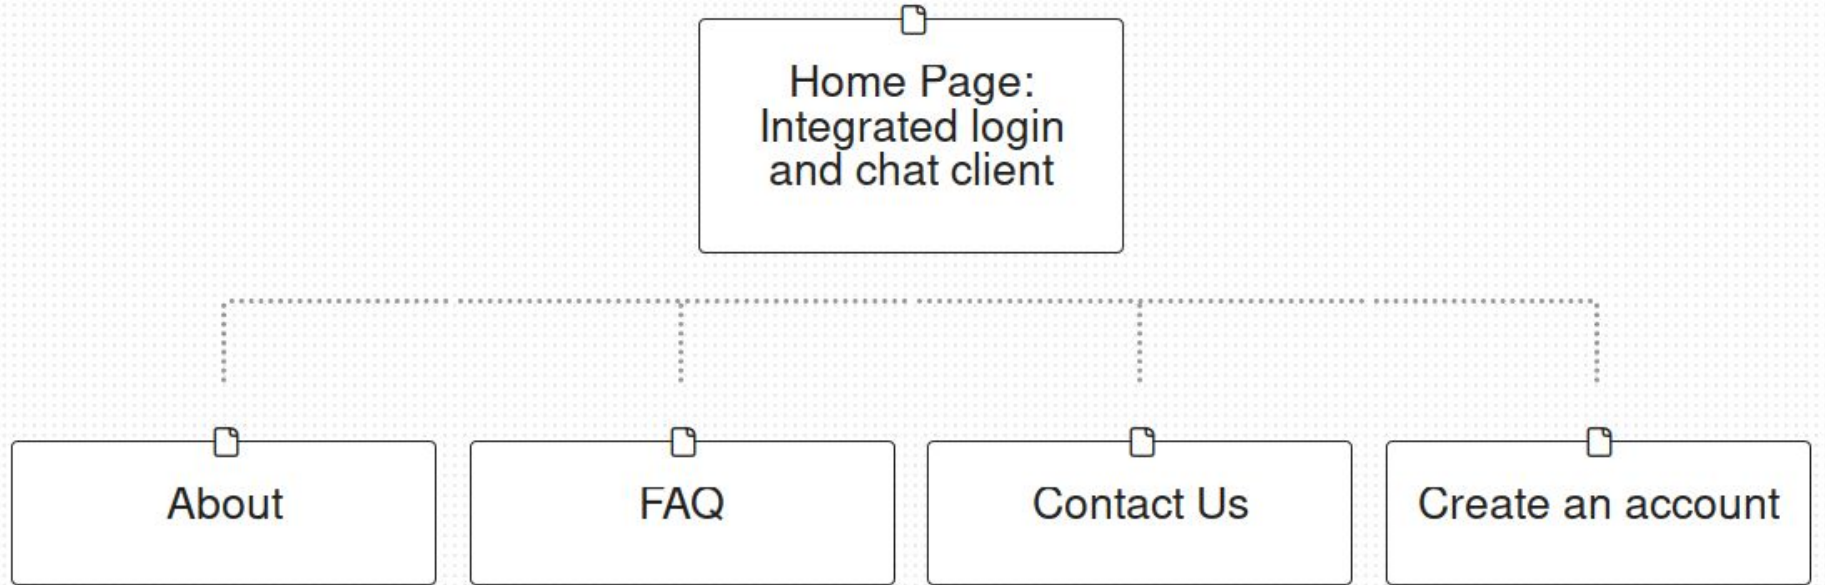 Home Page:
Integrated login
and chat client
About
FAQ
Contact Us
Create an account